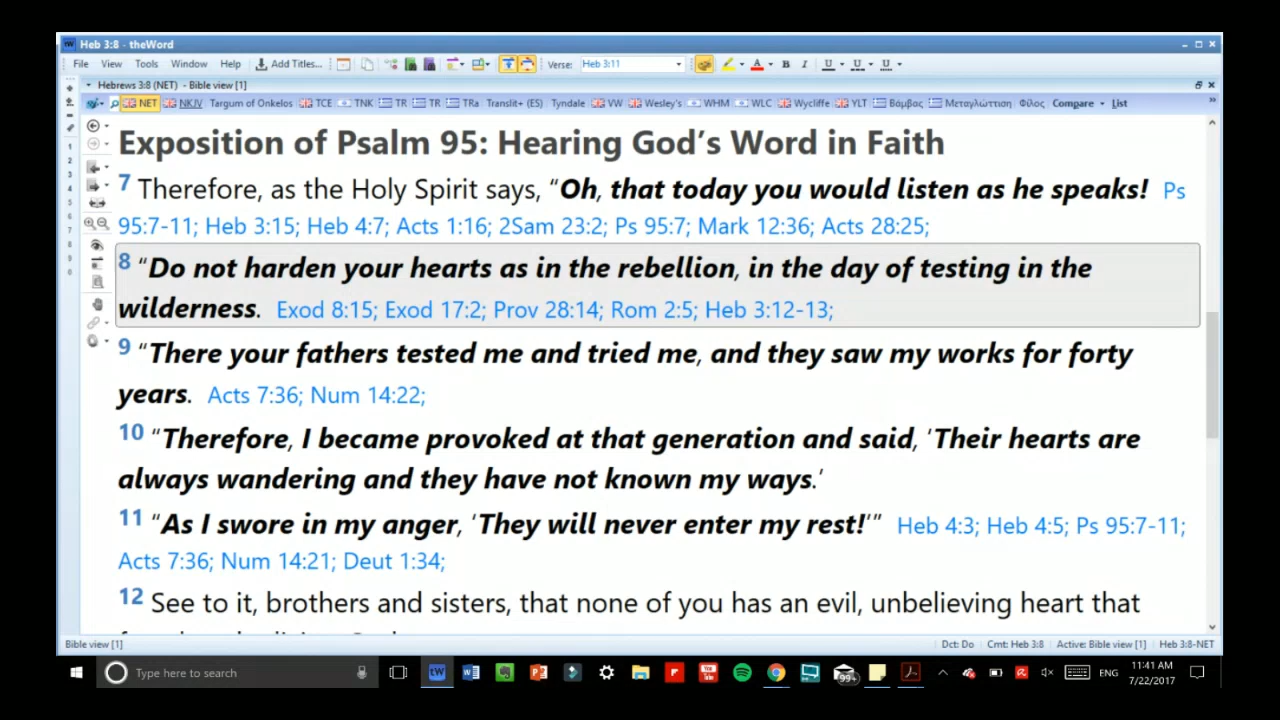 Heb 3:8 - theWord
File View Tools Window Help Add Titles... Verse: Heb 3:11 A B I U U U
Hebrews 3:8 (NET) - Bible view [1]
NET NKJV Targum of Onkelos TCE TNK TR TR TRa Translit+ (ES) Tyndale VW Wesley's WHM WLC Wycliffe YLT Βάμβας Μεταγλώττιση Φίλος Compare List
Exposition of Psalm 95: Hearing God’s Word in Faith
7 Therefore, as the Holy Spirit says, “Oh, that today you would listen as he speaks! Ps
95:7-11; Heb 3:15; Heb 4:7; Acts 1:16; 2Sam 23:2; Ps 95:7; Mark 12:36; Acts 28:25;
8 “Do not harden your hearts as in the rebellion, in the day of testing in the
wilderness. Exod 8:15; Exod 17:2; Prov 28:14; Rom 2:5; Heb 3:12-13;
9 “There your fathers tested me and tried me, and they saw my works for forty
years. Acts 7:36; Num 14:22;
10 “Therefore, I became provoked at that generation and said, ‘Their hearts are
always wandering and they have not known my ways.’
11 “As I swore in my anger, ‘They will never enter my rest!’” Heb 4:3; Heb 4:5; Ps 95:7-11;
Acts 7:36; Num 14:21; Deut 1:34;
12 See to it, brothers and sisters, that none of you has an evil, unbelieving heart that
Bible view [1] Dct: Do Cmt: Heb 3:8 Active: Bible view [1] Heb 3:8-NET
Type here to search 99+ ENG 11:41 AM
7/22/2017